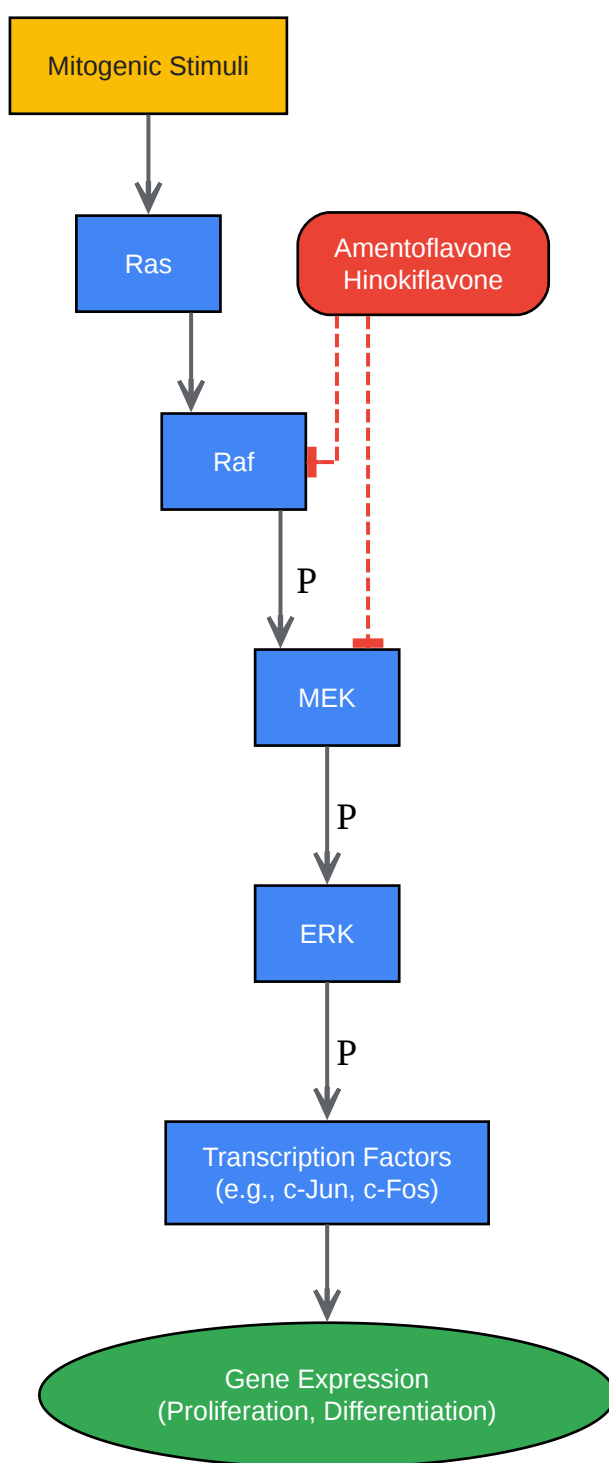 Mitogenic Stimuli
Ras
Amentoflavone
Hinokiflavone
Raf
P
MEK
P
ERK
P
Transcription Factors
(e.g., c-Jun, c-Fos)
Gene Expression
(Proliferation, Differentiation)